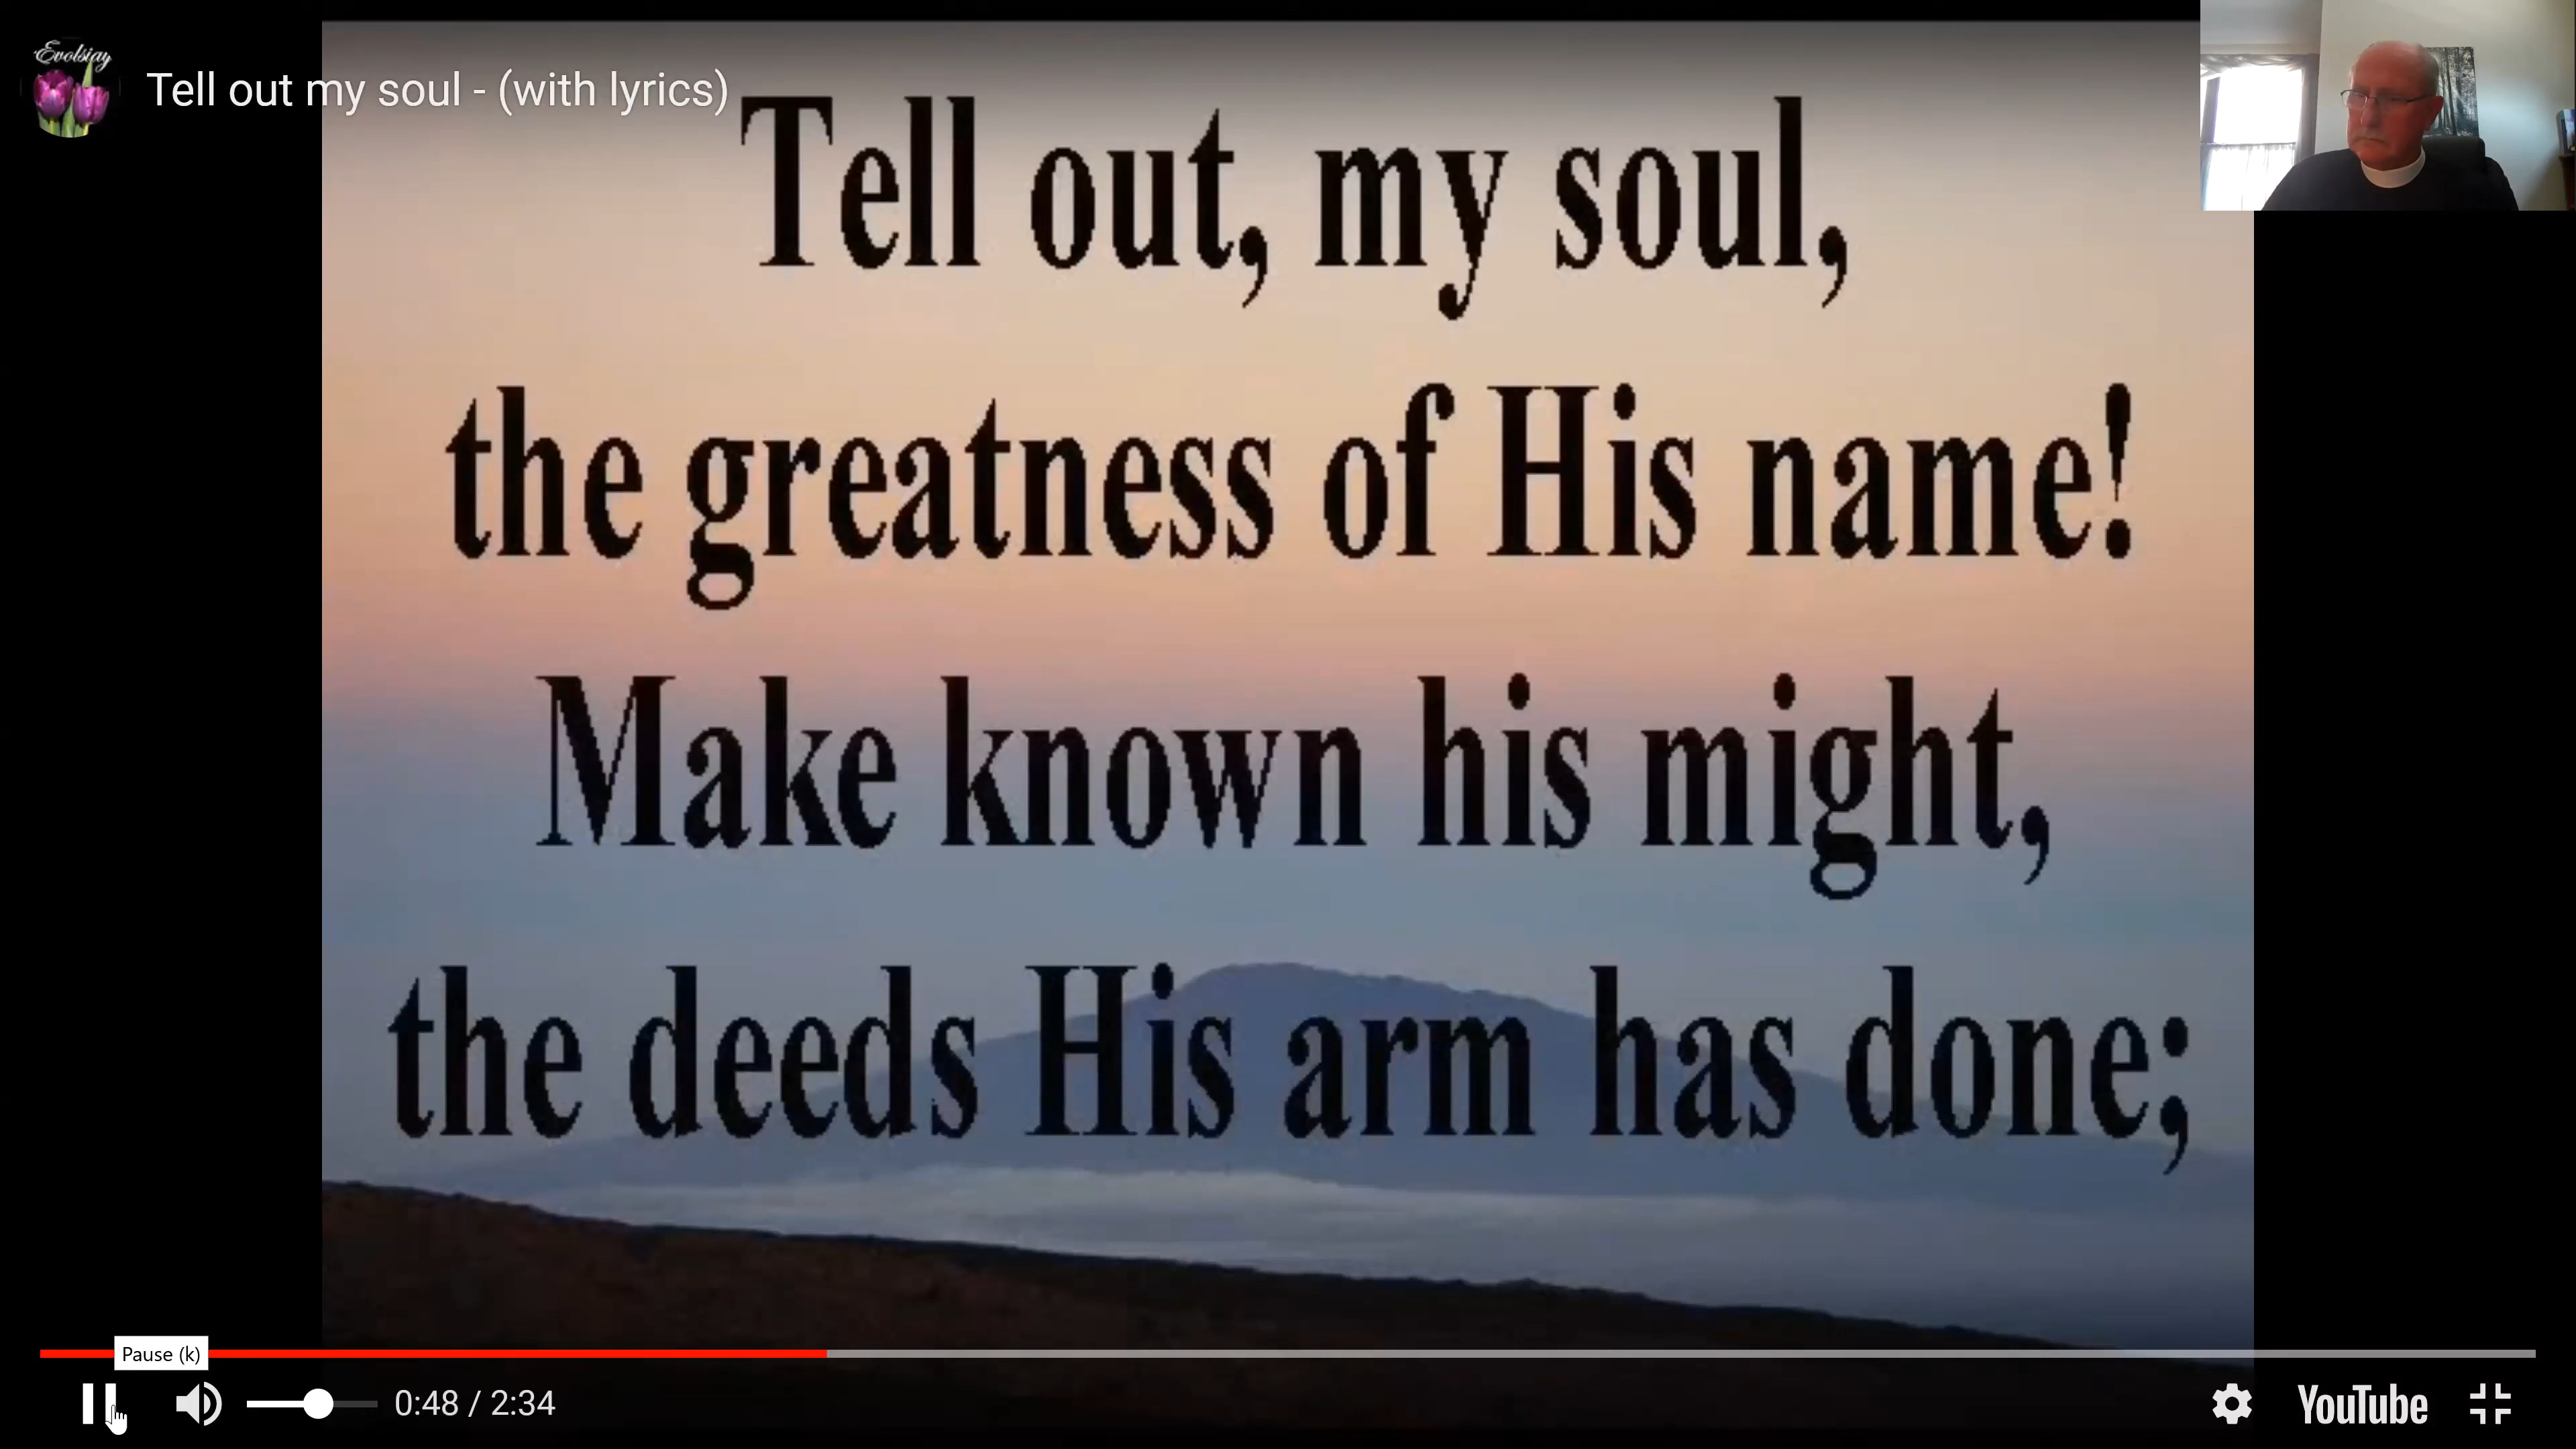 Evolsiay
Tell out my soul - (with lyrics)
Tell out, my soul,
the greatness of His name!
Make known his might,
the deeds His arm has done;
Pause (k)
0:48 / 2:34
YouTube